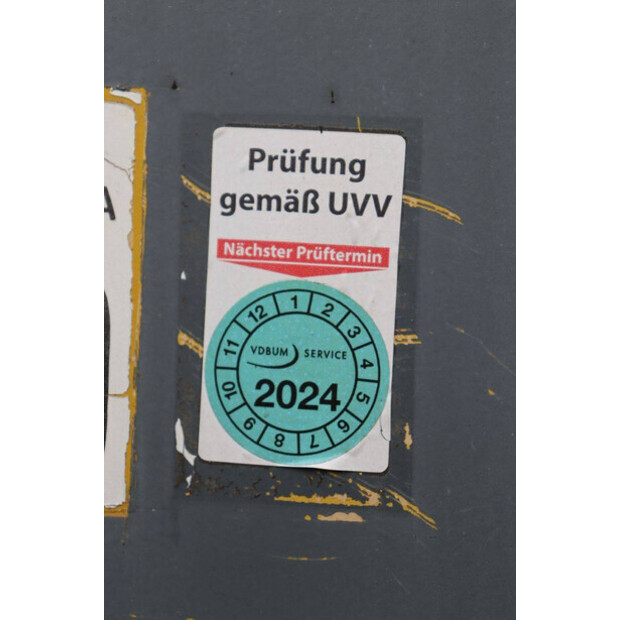 Prüfung
gemäß UVV
Nächster Prüftermin
1 2 3 4 5 6 7 8 9 10 11 12
VDBUM SERVICE
2024
A